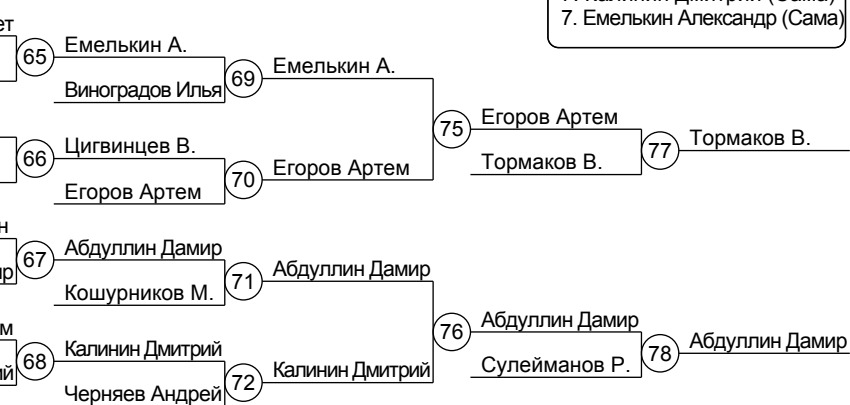 7. Емелькин Александр (Сама)
65
Емелькин А.
Виноградов Илья
69
Емелькин А.
66
Цигвинцев В.
Егоров Артем
70
Егоров Артем
75
Егоров Артем
Тормаков В.
77
Тормаков В.
67
Абдуллин Дамир
Кошурников М.
71
Абдуллин Дамир
68
Калинин Дмитрий
Черняев Андрей
72
Калинин Дмитрий
76
Абдуллин Дамир
Сулейманов Р.
78
Абдуллин Дамир